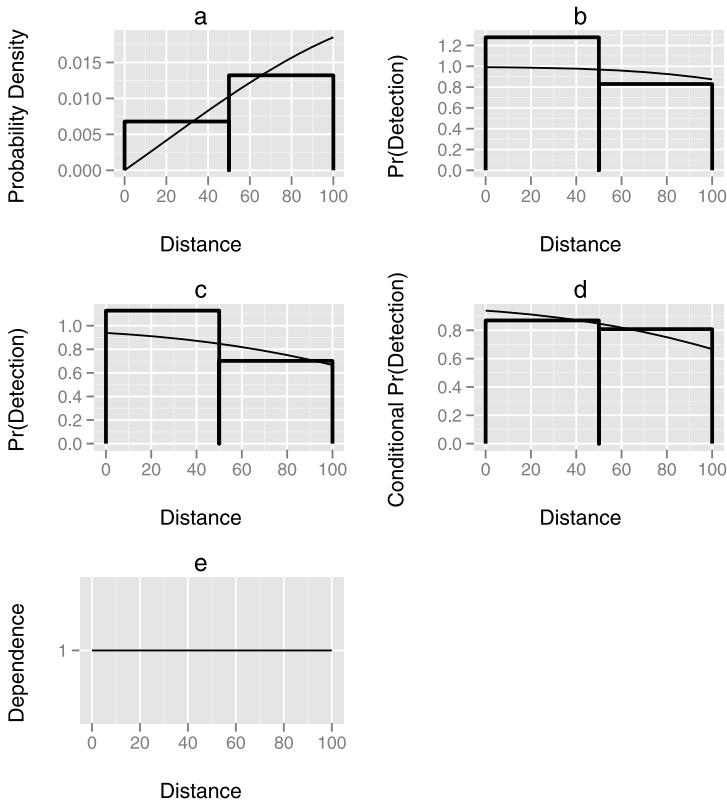 a
Probability Density
0.015
0.010
0.005
0.000
0 20 40 60 80 100
Distance
b
Pr(Detection)
1.2
1.0
0.8
0.6
0.4
0.2
0.0
0 20 40 60 80 100
Distance
c
Pr(Detection)
1.0
0.8
0.6
0.4
0.2
0.0
0 20 40 60 80 100
Distance
d
Conditional Pr(Detection)
0.8
0.6
0.4
0.2
0.0
0 20 40 60 80 100
Distance
e
Dependence
1
0 20 40 60 80 100
Distance